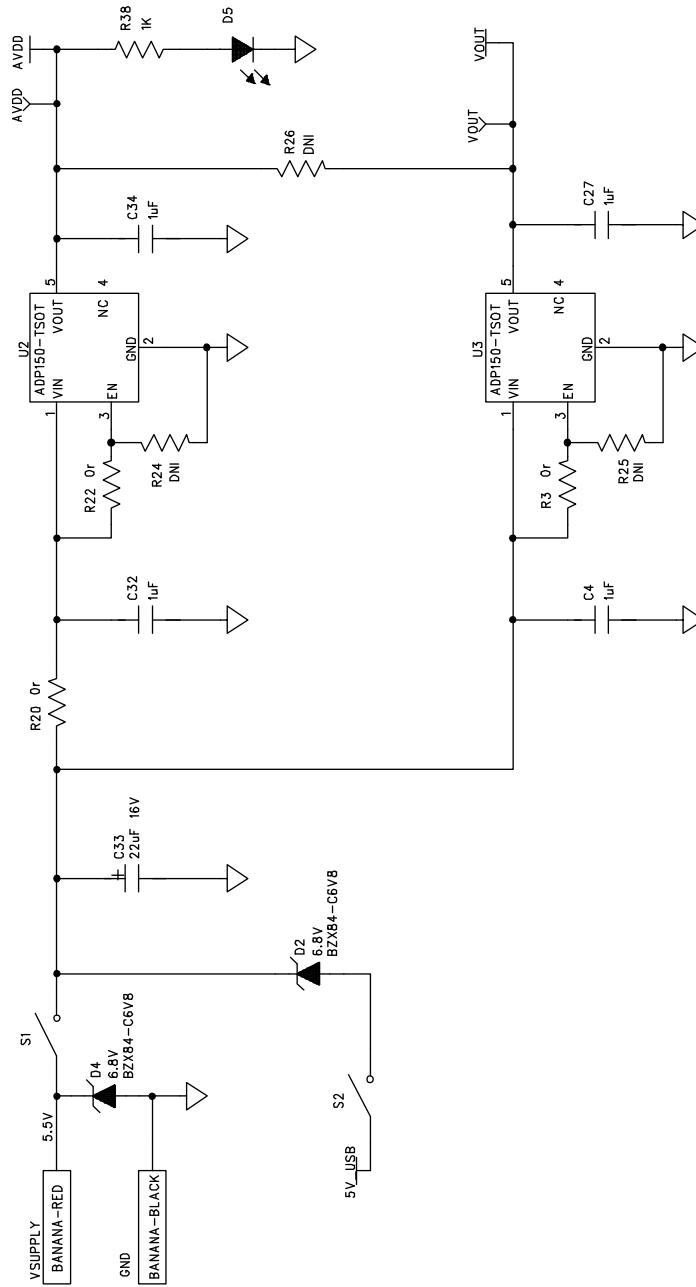 VSUPPLY
BANANA-RED
5.5V
GND
BANANA-BLACK
D4
6.8V
BZX84-C6V8
S1
5V_USB
S2
D2
6.8V
BZX84-C6V8
C33
22uF 16V
R20 0r
C32
1uF
R22 0r
R24
DNI
U2
ADP150-TSOT
1
VIN
VOUT
5
3
EN
NC
4
GND
2
C34
1uF
R26
DNI
AVDD
AVDD
R38
1K
D5
C4
1uF
R3 0r
R25
DNI
U3
ADP150-TSOT
1
VIN
VOUT
5
3
EN
NC
4
GND
2
C27
1uF
VOUT
VOUT